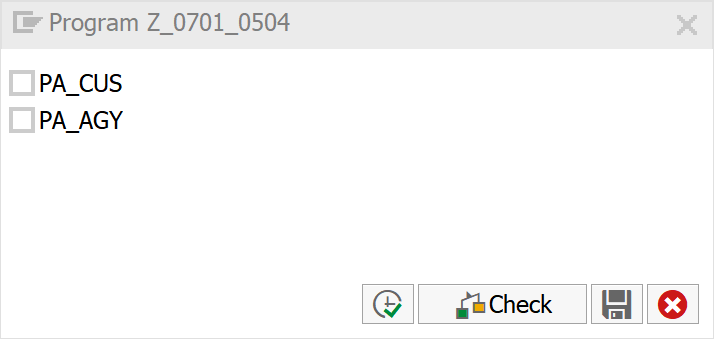 Program Z_0701_0504
PA_CUS
PA_AGY
Check